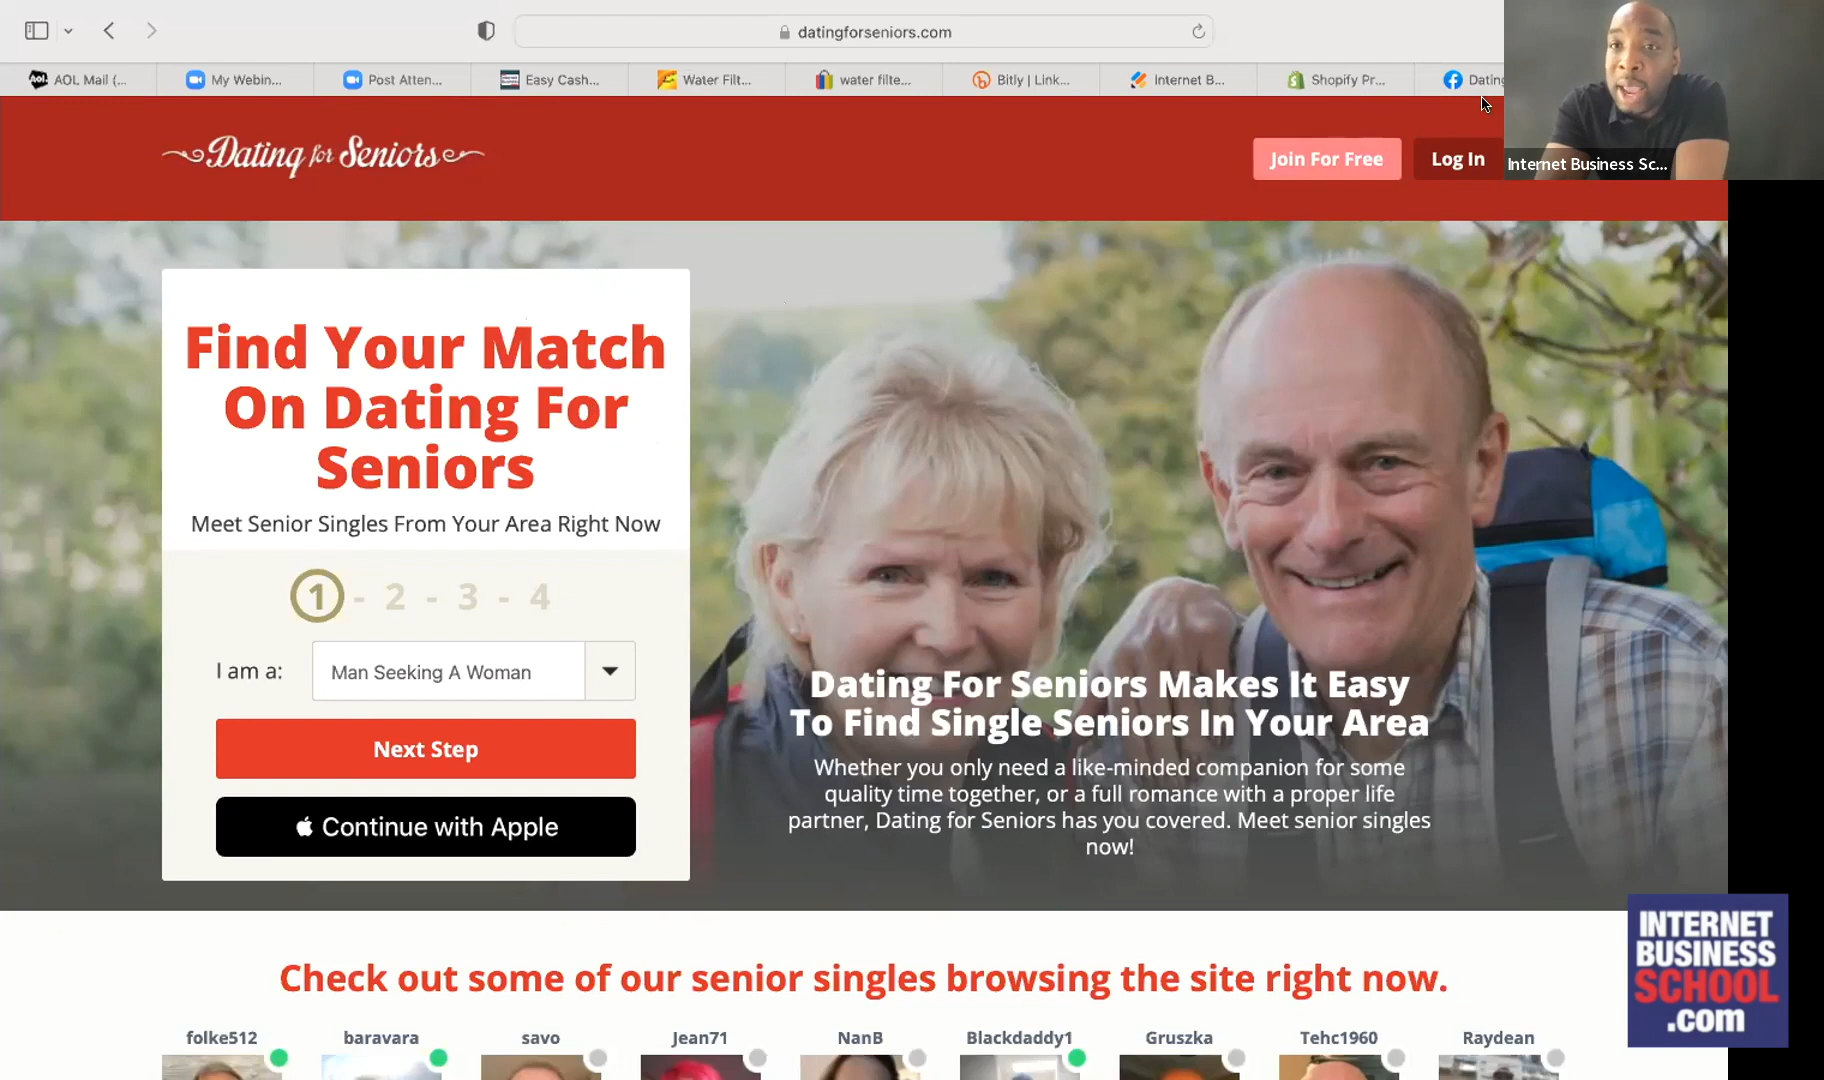 datingforseniors.com
AOL Mail (...
My Webin...
Post Atten...
Easy Cash...
Water Filt...
water filte...
Bitly | Link...
Internet B...
Shopify Pr...
Dating
Internet Business Sc...
Dating for Seniors
Join For Free
Log In
Find Your Match
On Dating For
Seniors
Meet Senior Singles From Your Area Right Now
1 - 2 - 3 - 4
I am a:
Man Seeking A Woman
Next Step
Continue with Apple
Dating For Seniors Makes It Easy
To Find Single Seniors In Your Area
Whether you only need a like-minded companion for some
quality time together, or a full romance with a proper life
partner, Dating for Seniors has you covered. Meet senior singles
now!
INTERNET
BUSINESS
SCHOOL
.com
Check out some of our senior singles browsing the site right now.
folke512
baravara
savo
Jean71
NanB
Blackdaddy1
Gruszka
Tehc1960
Raydean